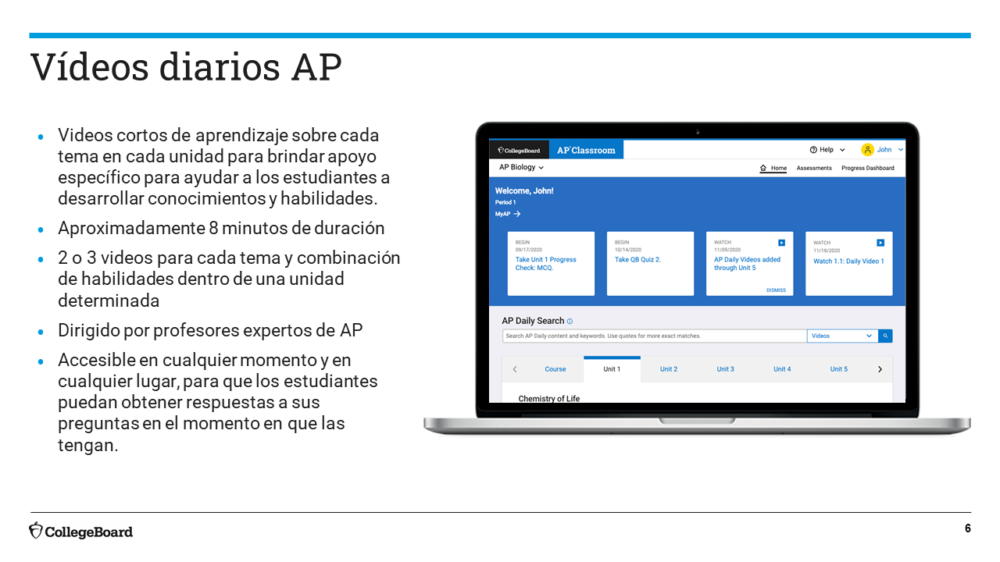 Vídeos diarios AP
• Videos cortos de aprendizaje sobre cada
tema en cada unidad para brindar apoyo
específico para ayudar a los estudiantes a
desarrollar conocimientos y habilidades.
• Aproximadamente 8 minutos de duración
• 2 o 3 videos para cada tema y combinación
de habilidades dentro de una unidad
determinada
• Dirigido por profesores expertos de AP
• Accesible en cualquier momento y en
cualquier lugar, para que los estudiantes
puedan obtener respuestas a sus
preguntas en el momento en que las
tengan.
CollegeBoard AP Classroom Help John
AP Biology Home Assessments Progress Dashboard
Welcome, John!
Period 1
MyAP
BEGIN
09/17/2020
Take Unit 1 Progress
Check: MCQ.
BEGIN
10/14/2020
Take QB Quiz 2.
WATCH
11/09/2020
AP Daily Videos added
through Unit 5
DISMISS
WATCH
11/18/2020
Watch 1.1: Daily Video 1
AP Daily Search
Search AP Daily content and keywords. Use quotes for more exact matches. Videos
Course Unit 1 Unit 2 Unit 3 Unit 4 Unit 5
Chemistry of Life
CollegeBoard
6